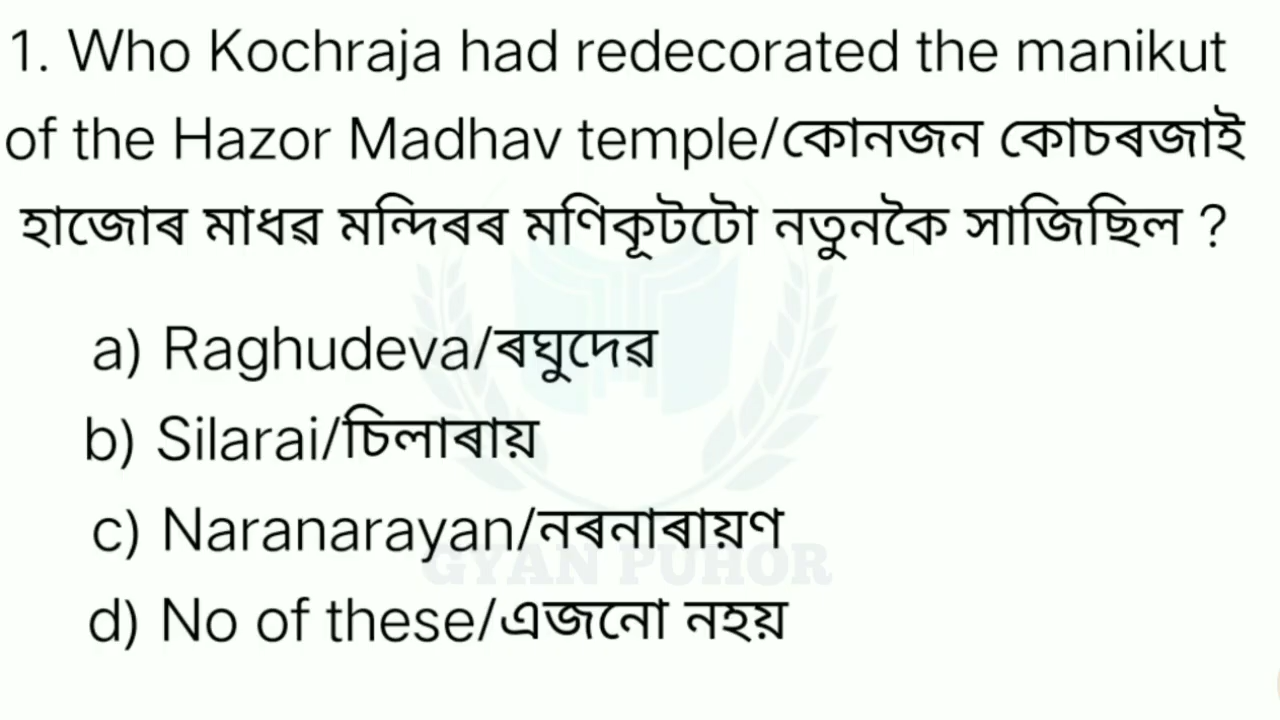 1. Who Kochraja had redecorated the manikut
of the Hazor Madhav temple/কোনজন কোচৰজাই
হাজোৰ মাধৱ মন্দিৰৰ মণিকূটটো নতুনকৈ সাজিছিল ?
a) Raghudeva/ৰঘুদেৱ
b) Silarai/চিলাৰায়
c) Naranarayan/নৰনাৰায়ণ
GYAN PUHOR
d) No of these/এজনো নহয়